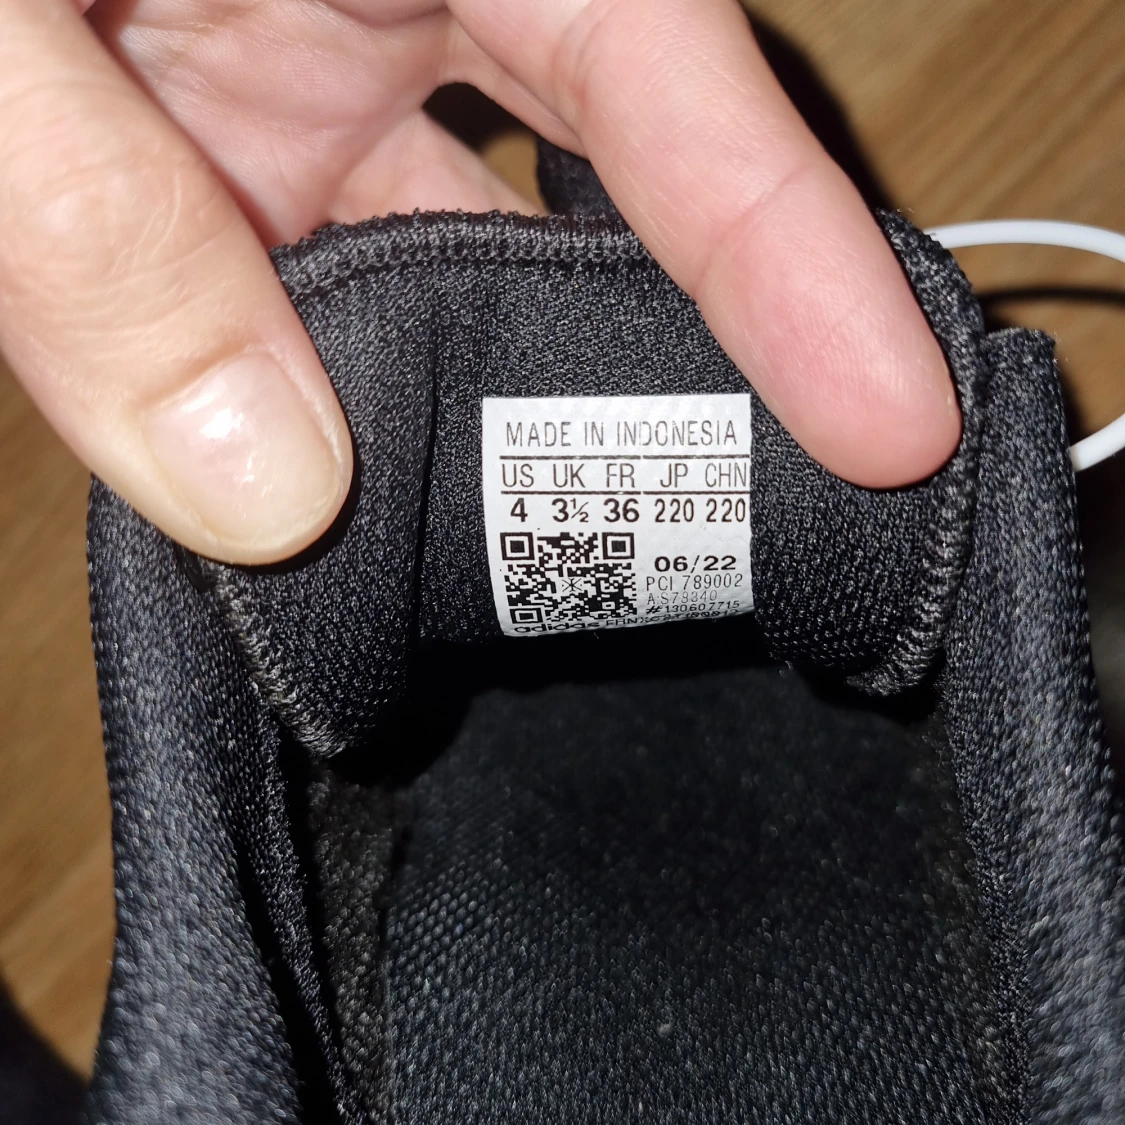 MADE IN INDONESIA
US UK FR JP CHN
4 3½ 36 220 220
06/22
PCI 789002
#130607715
adidas